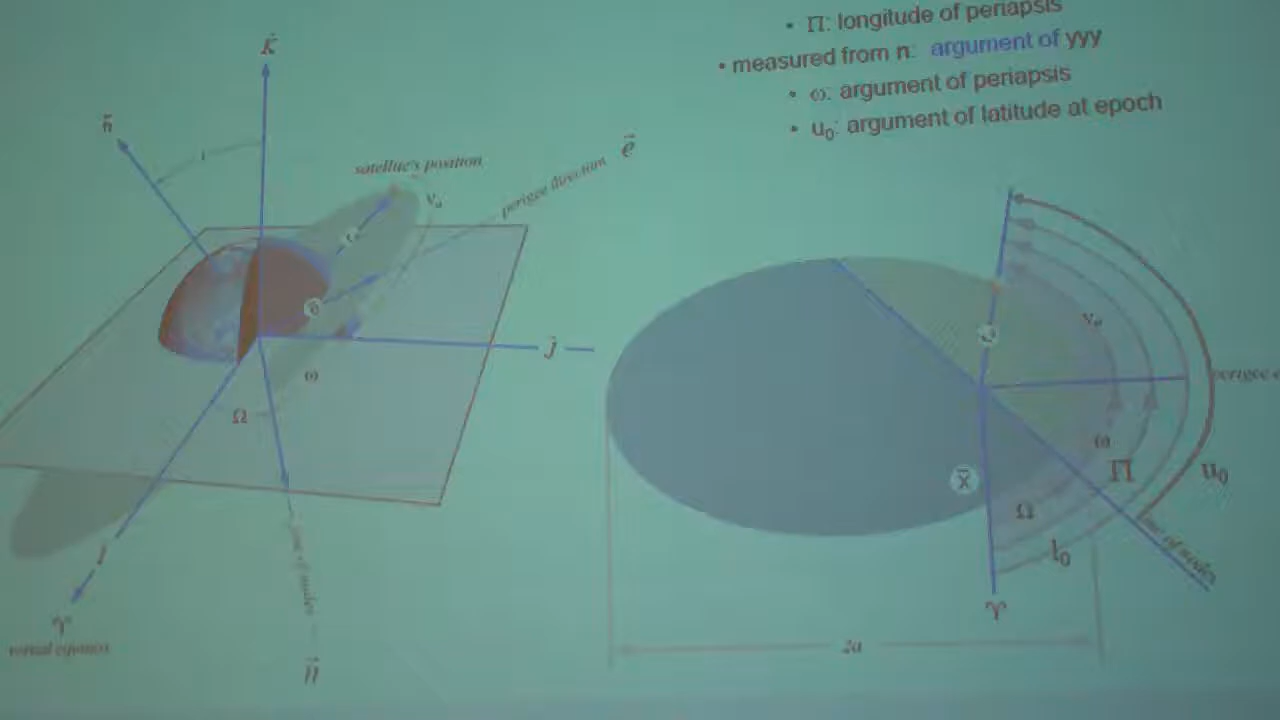 • Π: longitude of periapsis
• measured from n: argument of yyy
• ω: argument of periapsis
• u₀: argument of latitude at epoch
K̂
h⃗
i
satellite's position
e⃗
perigee direction
ν₀
Ĵ
ω
Ω
Î
♈
vernal equinox
line of nodes
n⃗
ν₀
perigee
ω
Π
u₀
x̄
Ω
l₀
line of nodes
♈
2a